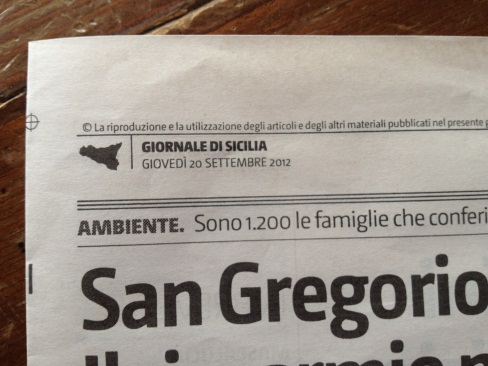 © La riproduzione e la utilizzazione degli articoli e degli altri materiali pubblicati nel presente
GIORNALE DI SICILIA
GIOVEDÌ 20 SETTEMBRE 2012
AMBIENTE. Sono 1.200 le famiglie che conferi
San Gregorio